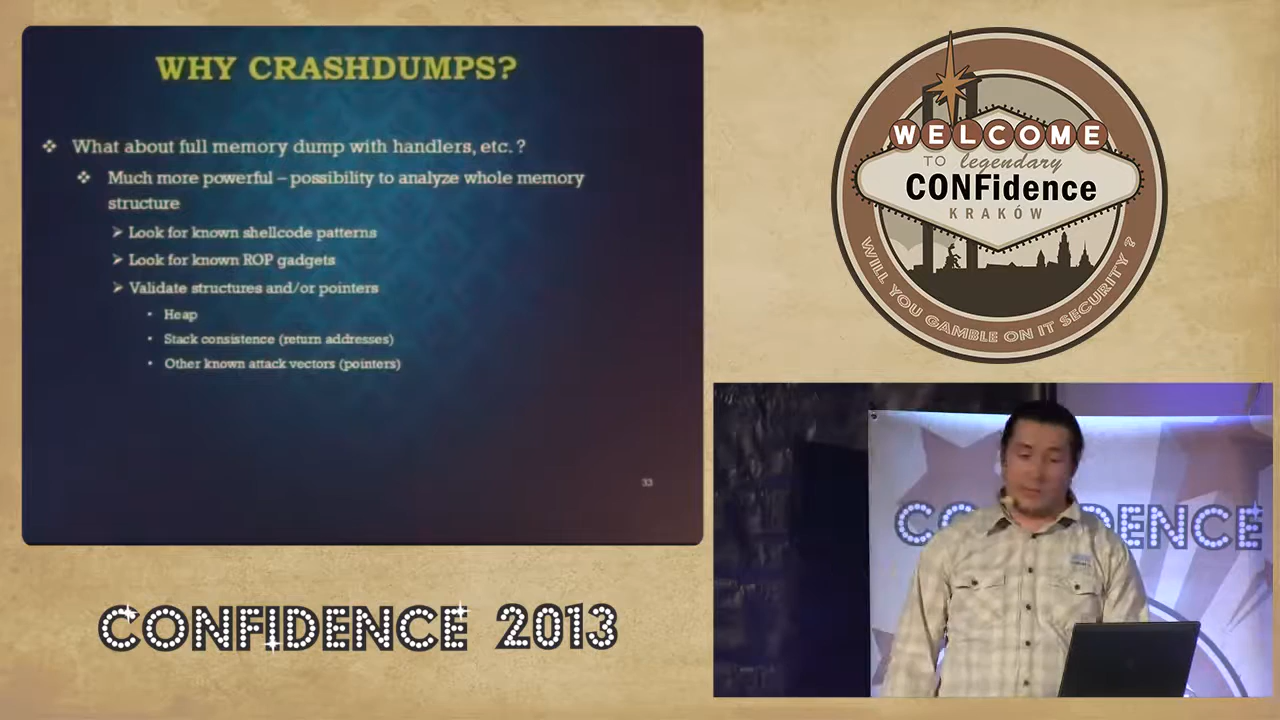 WHY CRASHDUMPS?
What about full memory dump with handlers, etc. ?
Much more powerful – possibility to analyze whole memory
structure
Look for known shellcode patterns
Look for known ROP gadgets
Validate structures and/or pointers
Heap
Stack consistence (return addresses)
Other known attack vectors (pointers)
33
CONFIDENCE 2013
WELCOME
TO legendary
CONFidence
KRAKÓW
WILL YOU GAMBLE ON IT SECURITY ?
CO DENCE